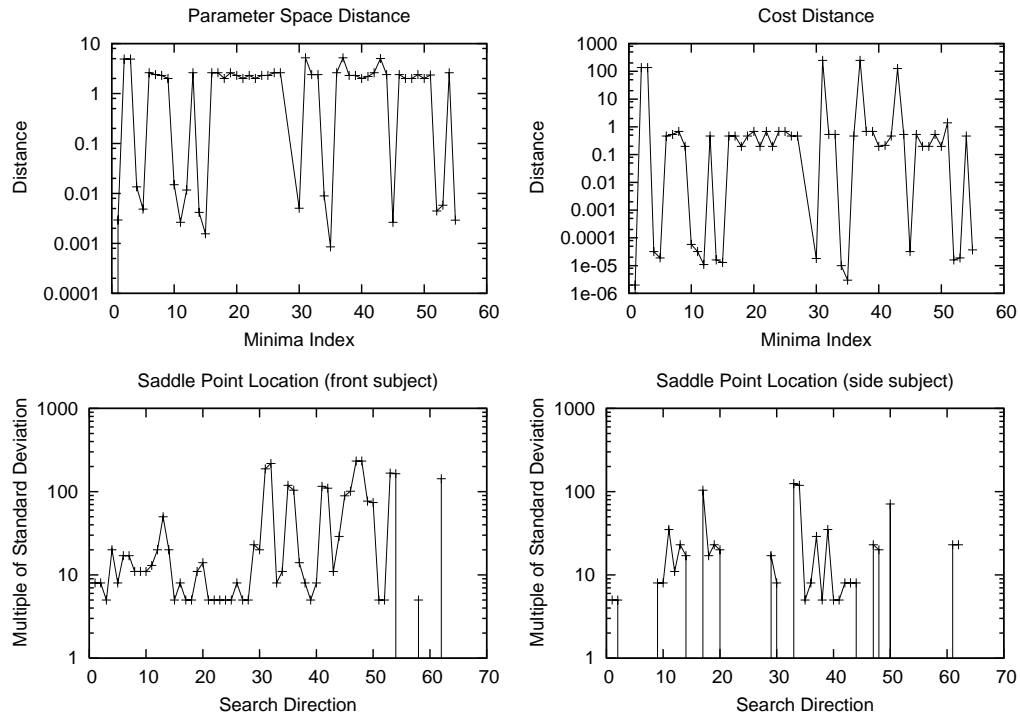 Parameter Space Distance
10
1
0.1
0.01
0.001
0.0001
Distance
0 10 20 30 40 50 60
Minima Index
Cost Distance
1000
100
10
1
0.1
0.01
0.001
0.0001
1e-05
1e-06
Distance
0 10 20 30 40 50 60
Minima Index
Saddle Point Location (front subject)
1000
100
10
1
Multiple of Standard Deviation
0 10 20 30 40 50 60 70
Search Direction
Saddle Point Location (side subject)
1000
100
10
1
Multiple of Standard Deviation
0 10 20 30 40 50 60 70
Search Direction